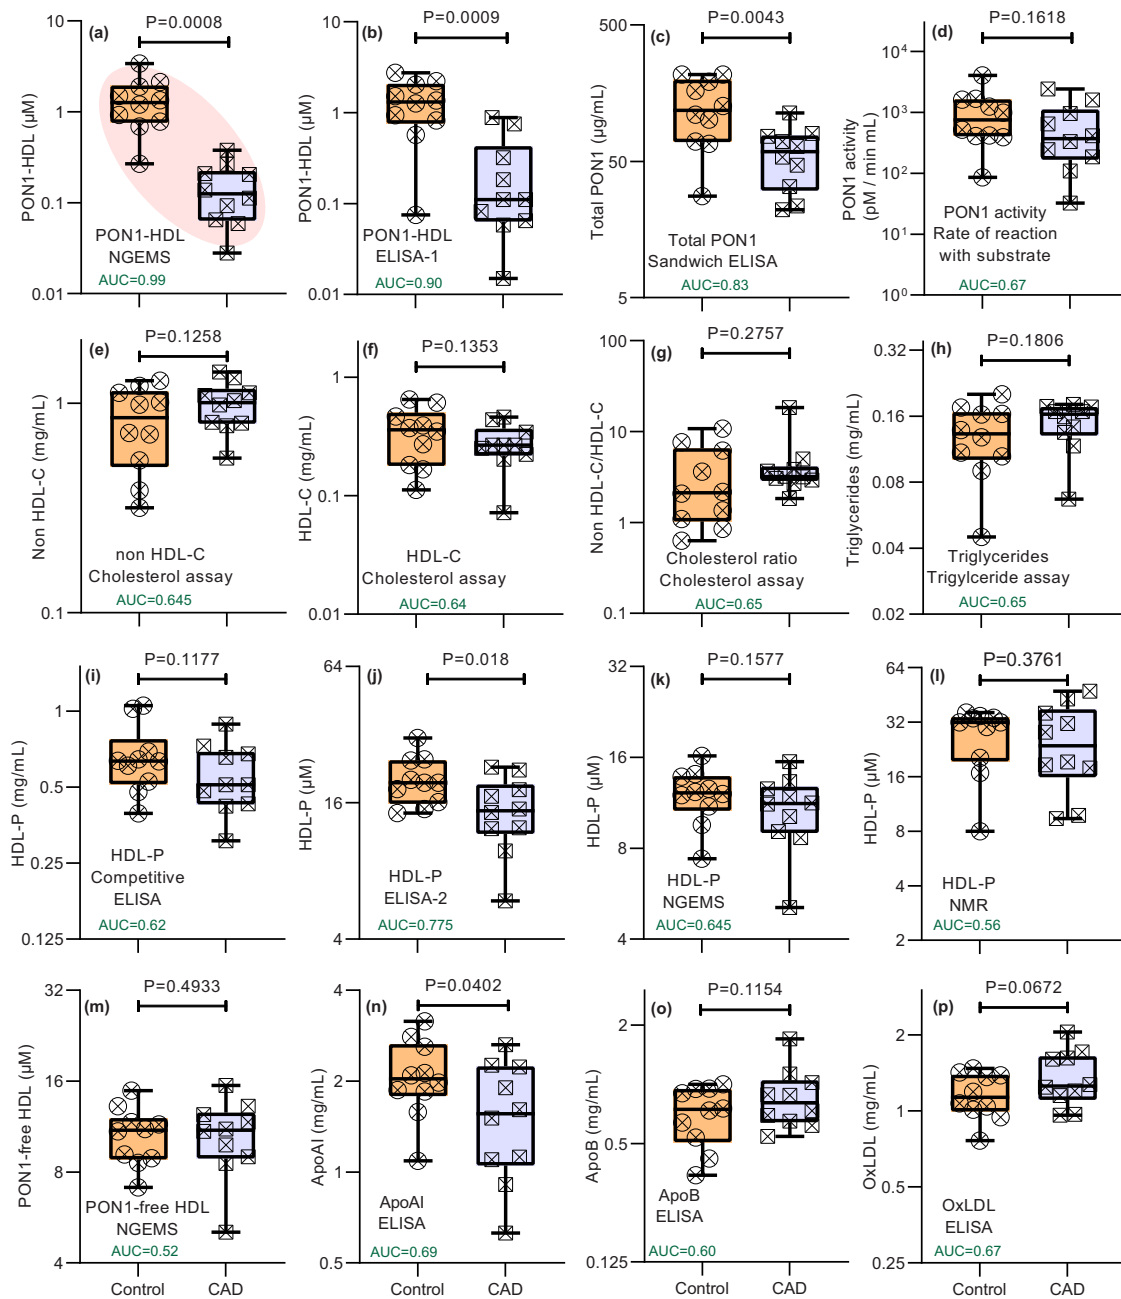 (a)
P=0.0008
10
1
0.1
0.01
PON1-HDL (µM)
PON1-HDL
NGEMS
AUC=0.99
(b)
P=0.0009
10
1
0.1
0.01
PON1-HDL (µM)
PON1-HDL
ELISA-1
AUC=0.90
(c)
P=0.0043
500
50
5
Total PON1 (µg/mL)
Total PON1
Sandwich ELISA
AUC=0.83
(d)
P=0.1618
10⁴
10³
10²
10¹
10⁰
PON1 activity
(pM / min mL)
PON1 activity
Rate of reaction
with substrate
AUC=0.67
(e)
P=0.1258
1
0.1
Non HDL-C (mg/mL)
non HDL-C
Cholesterol assay
AUC=0.645
(f)
P=0.1353
1
0.1
0.01
HDL-C (mg/mL)
HDL-C
Cholesterol assay
AUC=0.64
(g)
P=0.2757
100
10
1
0.1
Non HDL-C/HDL-C
Cholesterol ratio
Cholesterol assay
AUC=0.65
(h)
P=0.1806
0.32
0.16
0.08
0.04
0.02
Triglycerides (mg/mL)
Triglycerides
Trigylceride assay
AUC=0.65
(i)
P=0.1177
1
0.5
0.25
0.125
HDL-P (mg/mL)
HDL-P
Competitive
ELISA
AUC=0.62
(j)
P=0.018
64
16
4
HDL-P (µM)
HDL-P
ELISA-2
AUC=0.775
(k)
P=0.1577
32
16
8
4
HDL-P (µM)
HDL-P
NGEMS
AUC=0.645
(l)
P=0.3761
64
32
16
8
4
2
HDL-P (µM)
HDL-P
NMR
AUC=0.56
(m)
P=0.4933
32
16
8
4
PON1-free HDL (µM)
PON1-free HDL
NGEMS
AUC=0.52
Control
CAD
(n)
P=0.0402
4
2
1
0.5
ApoAI (mg/mL)
ApoAI
ELISA
AUC=0.69
Control
CAD
(o)
P=0.1154
2
0.5
0.125
ApoB (mg/mL)
ApoB
ELISA
AUC=0.60
Control
CAD
(p)
P=0.0672
2
1
0.5
0.25
OxLDL (mg/mL)
OxLDL
ELISA
AUC=0.67
Control
CAD